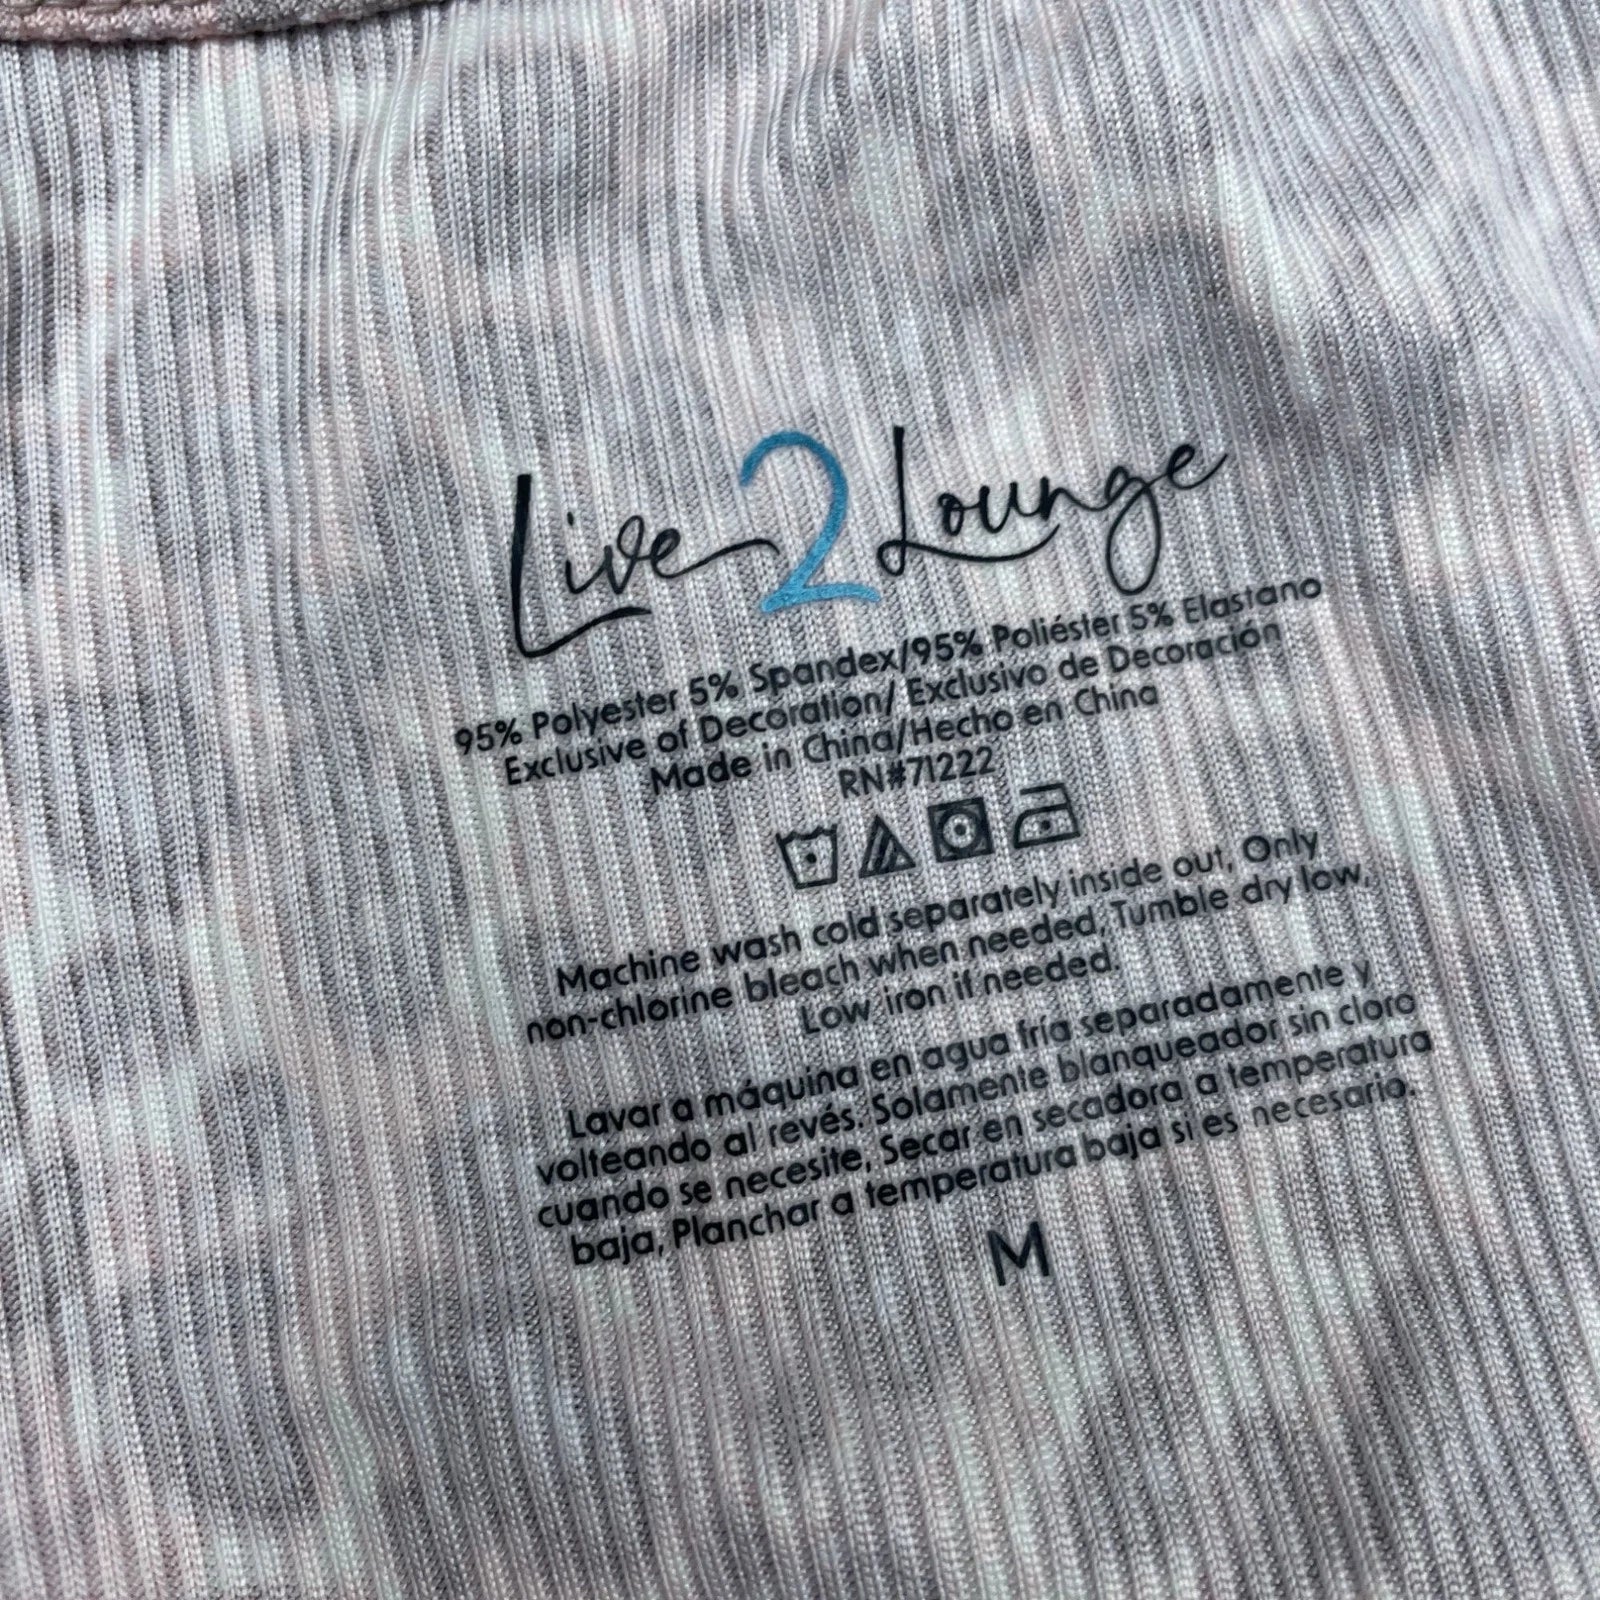 Live 2 Lounge
95% Polyester 5% Spandex/95% Poliéster 5% Elastano
Exclusive of Decoration/ Exclusivo de Decoración
Made in China/Hecho en China
RN#71222
Machine wash cold separately inside out, Only
non-chlorine bleach when needed, Tumble dry low,
Low iron if needed.
Lavar a máquina en agua fría separadamente y
volteando al revés. Solamente blanqueador sin cloro
cuando se necesite, Secar en secadora a temperatura
baja, Planchar a temperatura baja si es necesario.
M